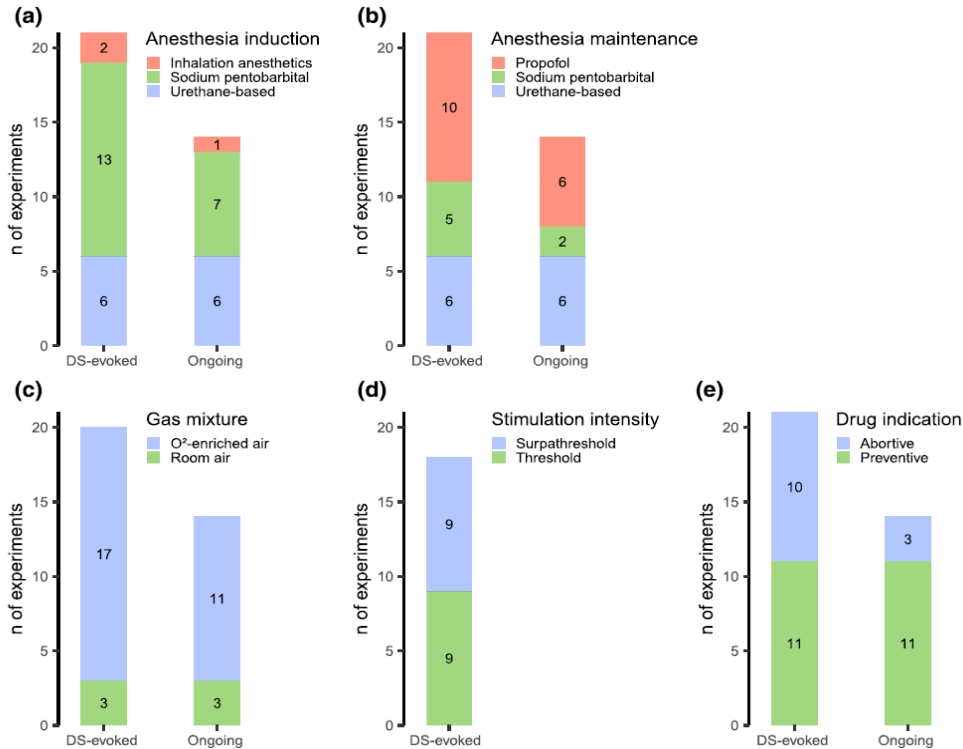 (a)
Anesthesia induction
Inhalation anesthetics
Sodium pentobarbital
Urethane-based
n of experiments
20
15
10
5
0
2
13
6
1
7
6
DS-evoked
Ongoing
(b)
Anesthesia maintenance
Propofol
Sodium pentobarbital
Urethane-based
n of experiments
20
15
10
5
0
10
5
6
6
2
6
DS-evoked
Ongoing
(c)
Gas mixture
O²-enriched air
Room air
n of experiments
20
15
10
5
0
17
3
11
3
DS-evoked
Ongoing
(d)
Stimulation intensity
Surpathreshold
Threshold
n of experiments
20
15
10
5
0
9
9
DS-evoked
(e)
Drug indication
Abortive
Preventive
n of experiments
20
15
10
5
0
10
11
3
11
DS-evoked
Ongoing